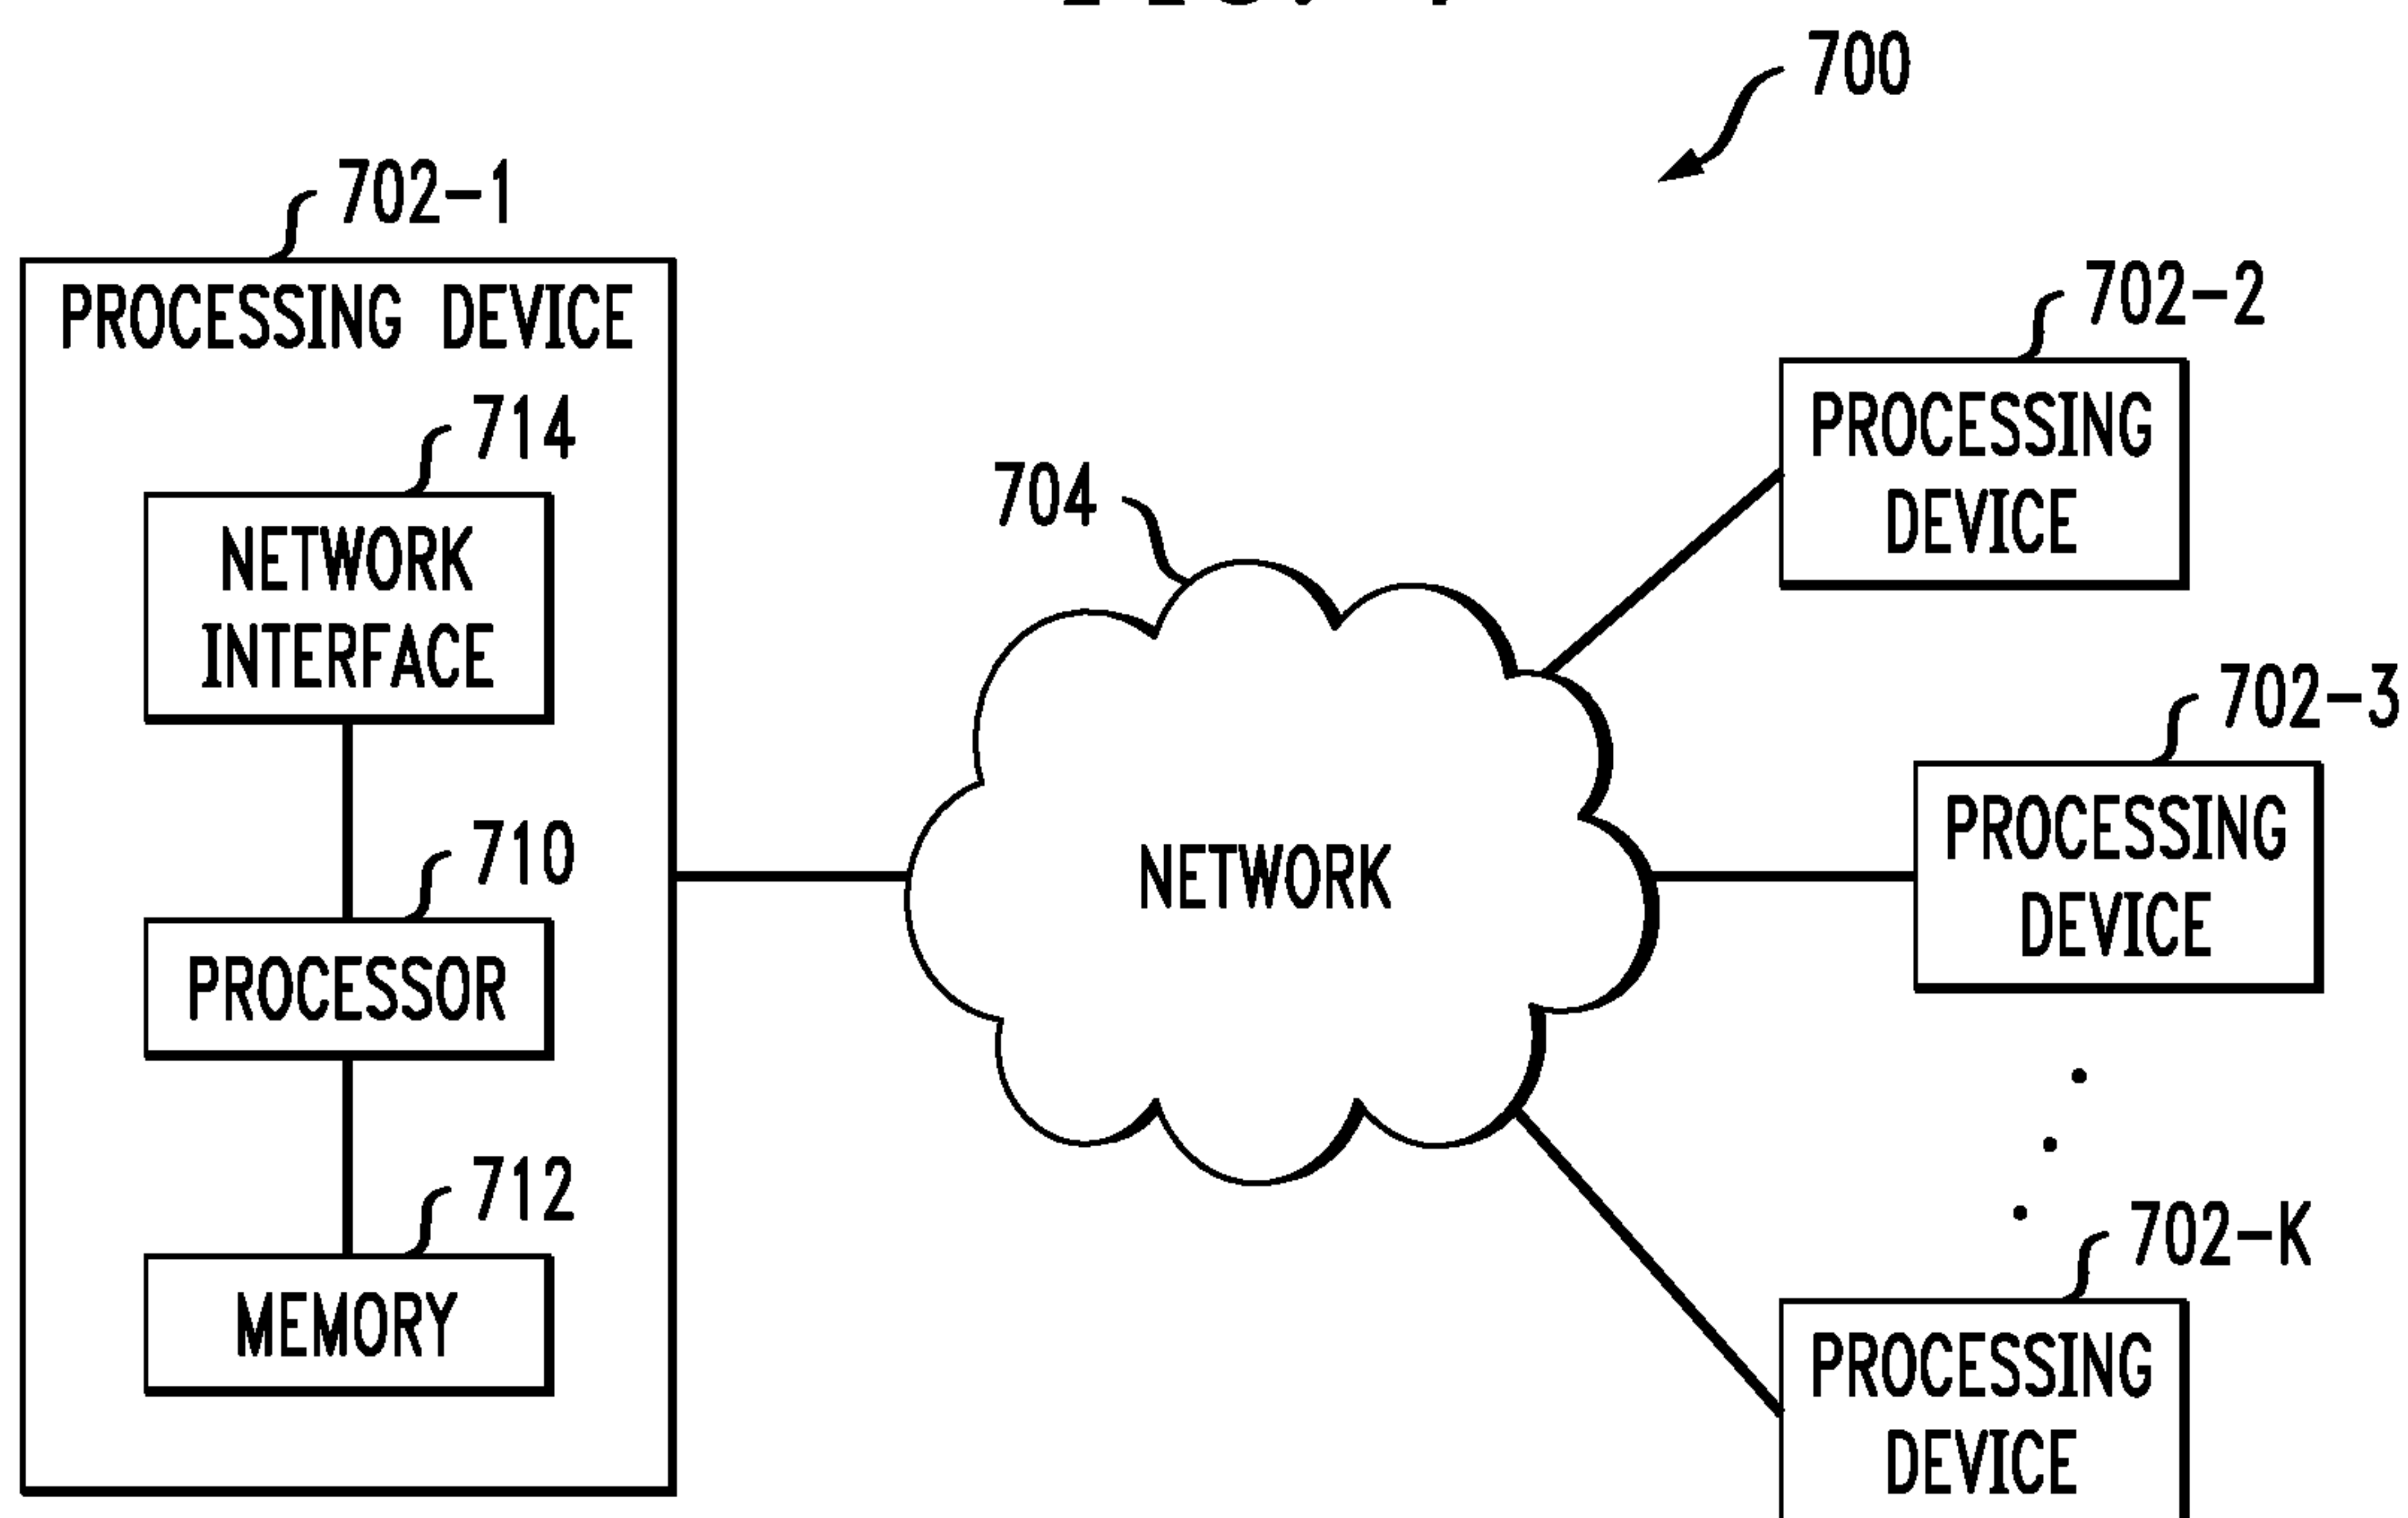 700
702-1
PROCESSING DEVICE
714
NETWORK
INTERFACE
710
PROCESSOR
712
MEMORY
704
NETWORK
702-2
PROCESSING
DEVICE
702-3
PROCESSING
DEVICE
702-K
PROCESSING
DEVICE